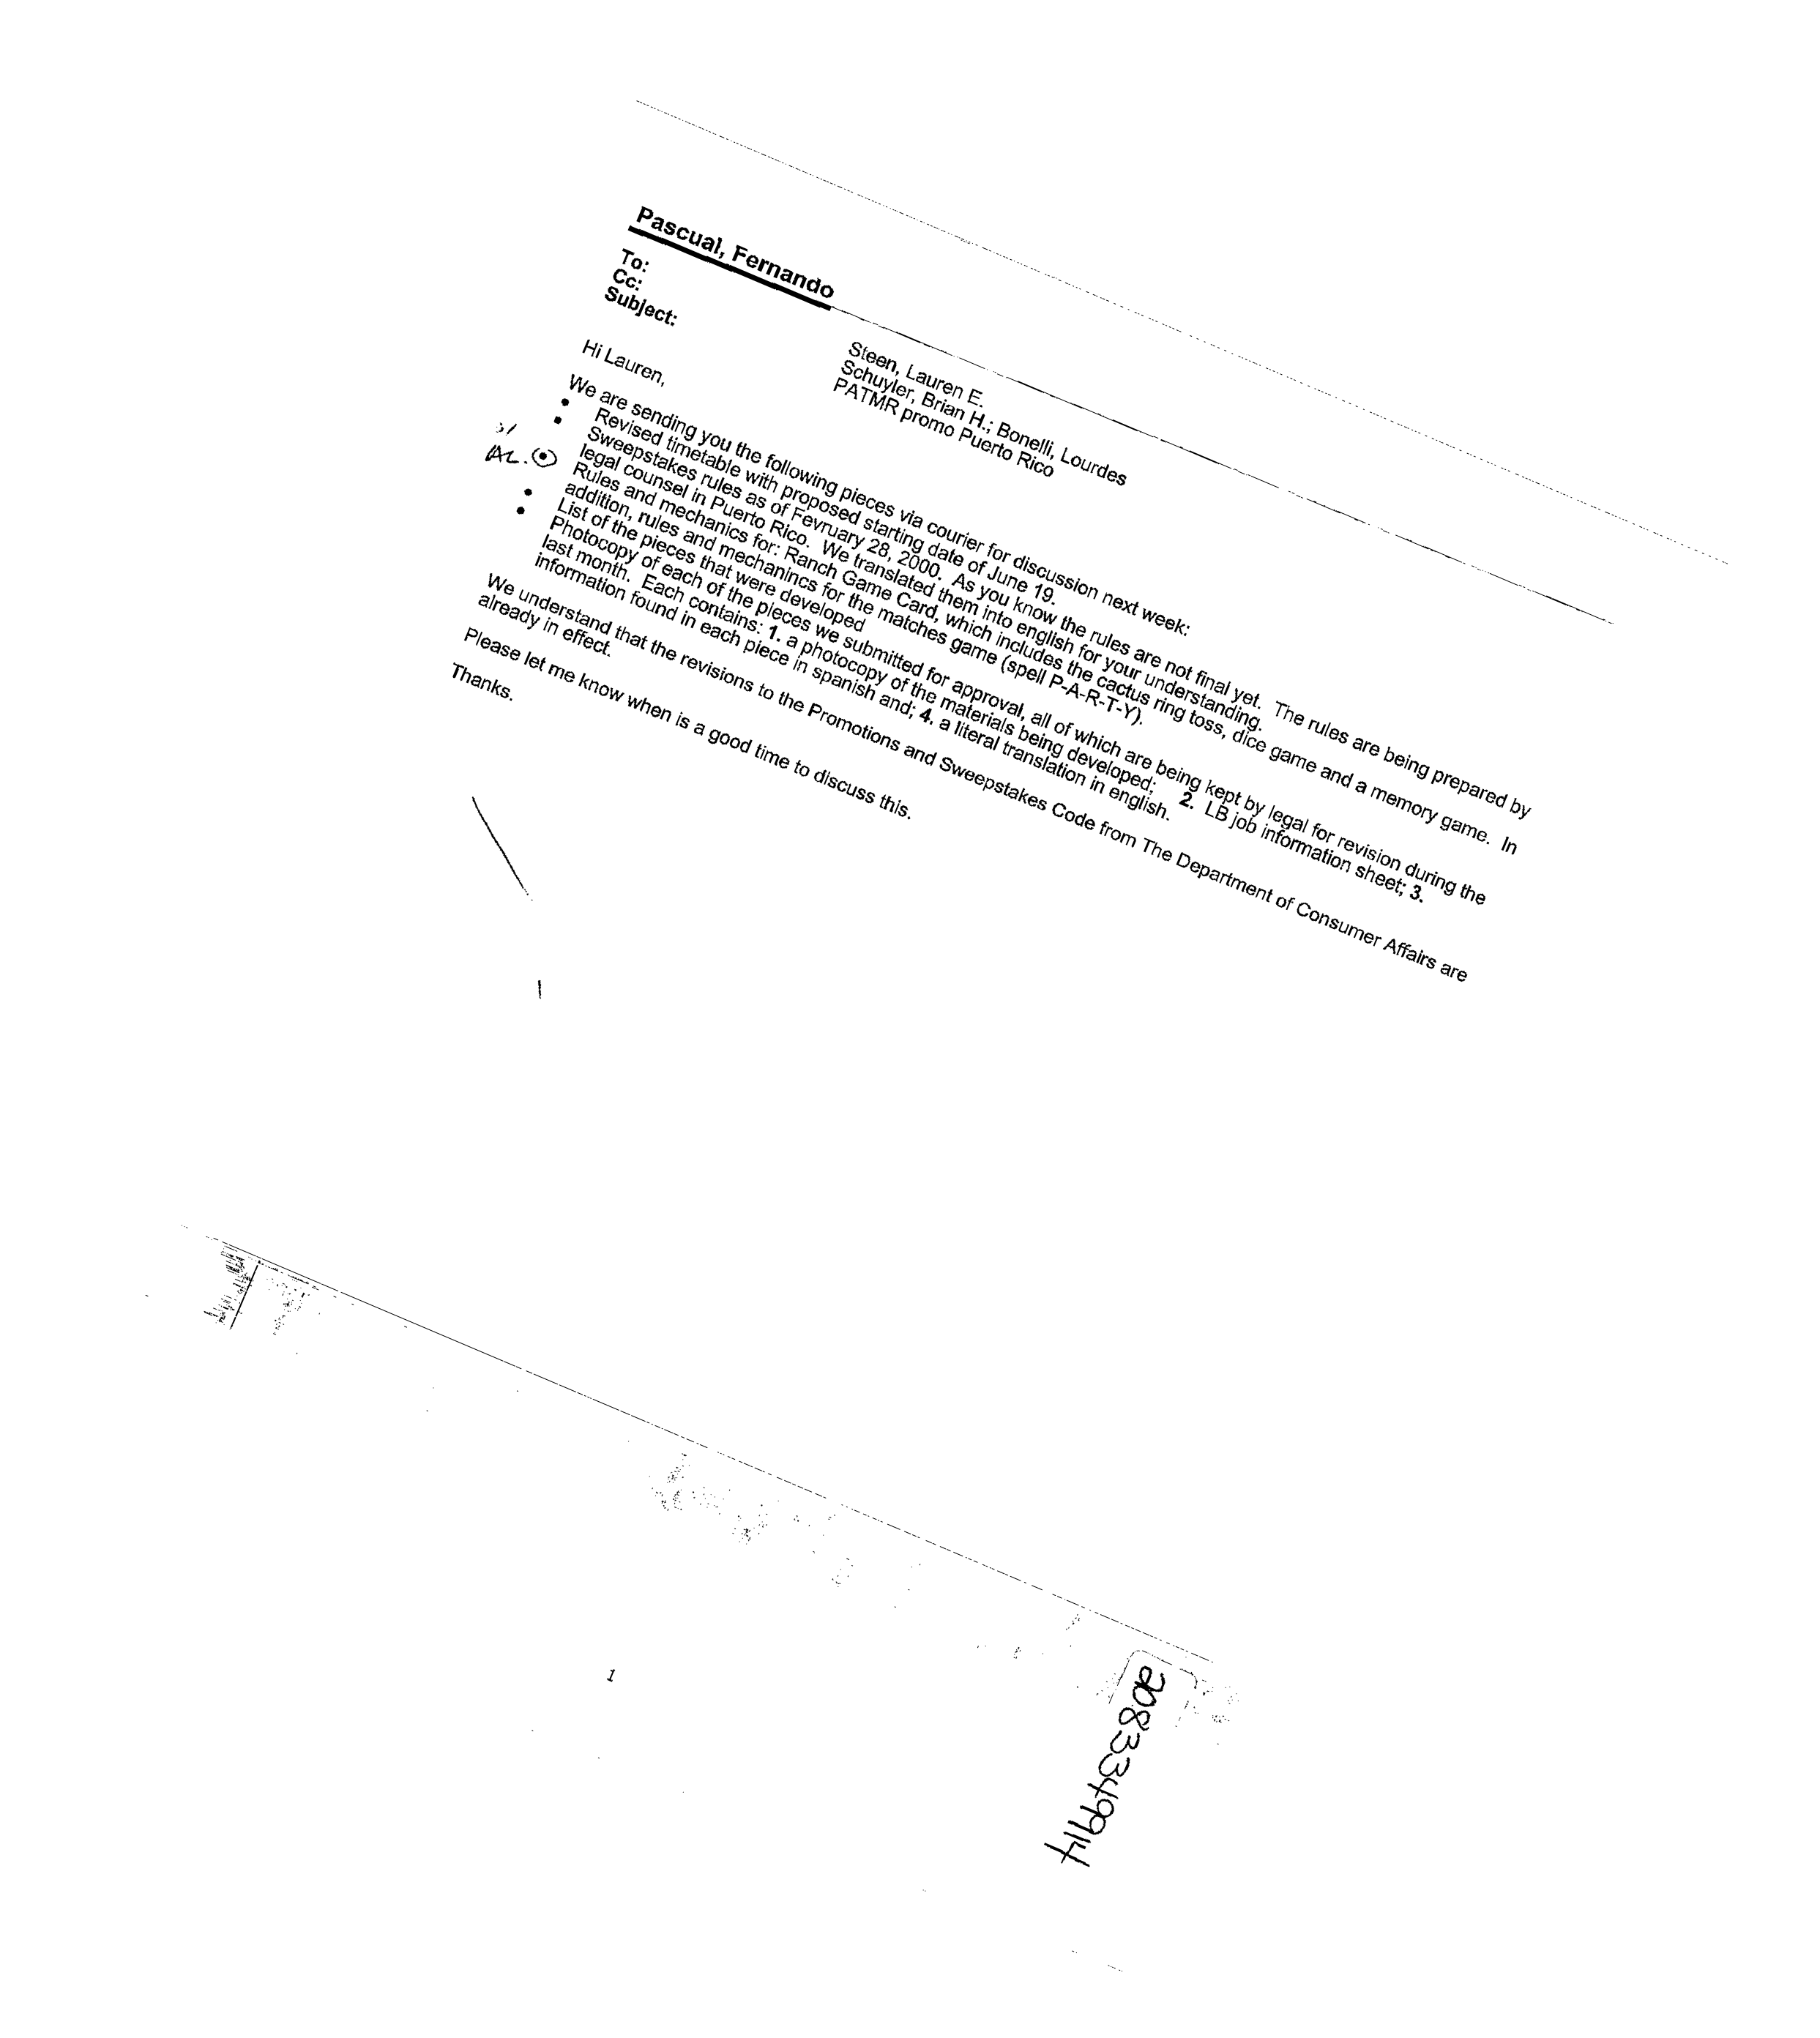 Pascual, Fernando
To: Steen, Lauren E.
Cc: Schuyler, Brian H.; Bonelli, Lourdes
Subject: PATMR promo Puerto Rico
Hi Lauren,
We are sending you the following pieces via courier for discussion next week:
• Revised timetable with proposed starting date of June 19.
• Sweepstakes rules as of Fevruary 28, 2000. As you know the rules are not final yet. The rules are being prepared by
legal counsel in Puerto Rico. We translated them into english for your understanding.
AL. • Rules and mechanics for: Ranch Game Card, which includes the cactus ring toss, dice game and a memory game. In
addition, rules and mechanincs for the matches game (spell P-A-R-T-Y).
• List of the pieces that were developed
• Photocopy of each of the pieces we submitted for approval, all of which are being kept by legal for revision during the
last month. Each contains: 1. a photocopy of the materials being developed; 2. LB job information sheet; 3.
information found in each piece in spanish and; 4. a literal translation in english.
We understand that the revisions to the Promotions and Sweepstakes Code from The Department of Consumer Affairs are
already in effect.
Please let me know when is a good time to discuss this.
Thanks.
1
2083349914